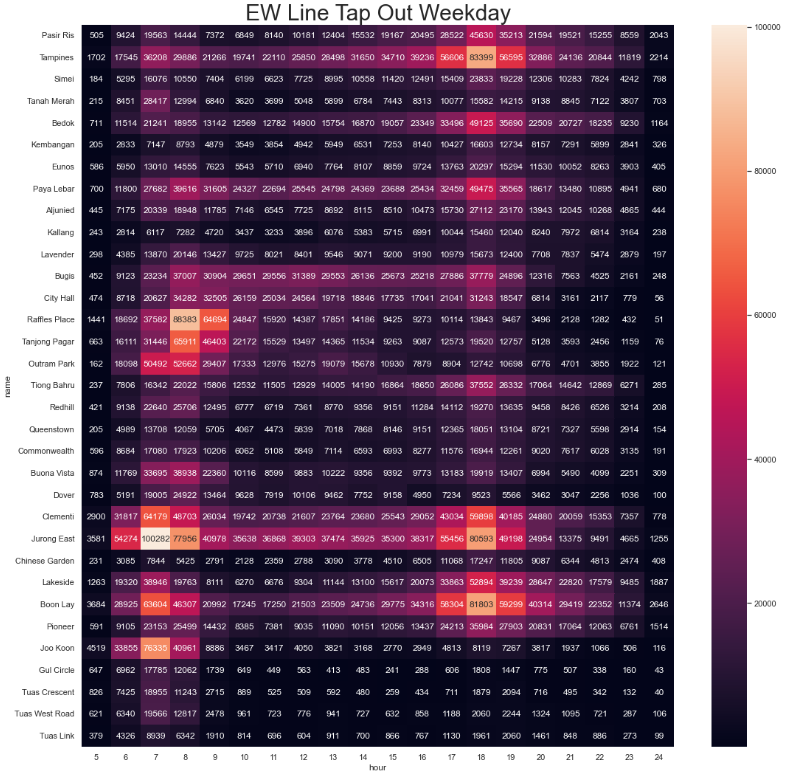 EW Line Tap Out Weekday
name
Pasir Ris 505 9424 19563 14444 7372 6849 8140 10181 12404 15532 19167 20495 28522 45630 35213 21594 19521 15255 8559 2043
Tampines 1702 17545 36208 29886 21266 19741 22110 25850 28498 31650 34710 39236 56606 83399 56595 32886 24136 20844 11819 2214
Simei 184 5295 16076 10550 7404 6199 6623 7725 8995 10558 11420 12491 15409 23833 19228 12306 10283 7824 4242 798
Tanah Merah 215 8451 28417 12994 6840 3620 3699 5048 5899 6784 7443 8313 10077 15582 14215 9138 8845 7122 3807 703
Bedok 711 11514 21241 18955 13142 12569 12782 14900 15754 16870 19057 23349 33496 49125 35690 22509 20727 18235 9230 1164
Kembangan 205 2833 7147 8793 4879 3549 3854 4942 5949 6531 7253 8140 10427 16603 12734 8157 7291 5899 2841 326
Eunos 586 5950 13010 14555 7623 5543 5710 6940 7764 8107 8859 9724 13763 20297 15294 11530 10052 8263 3903 405
Paya Lebar 700 11800 27682 39616 31605 24327 22694 25545 24798 24369 23688 25434 32459 49475 35565 18617 13480 10895 4941 680
Aljunied 445 7175 20339 18948 11785 7146 6545 7725 8692 8115 8510 10473 15730 27112 23170 13943 12045 10268 4865 444
Kallang 243 2814 6117 7282 4720 3437 3233 3896 6076 5383 5715 6991 10044 15460 12040 8240 7972 6814 3164 238
Lavender 298 4385 13870 20146 13427 9725 8021 8401 9546 9071 9200 9190 10979 15673 12400 7708 7837 5474 2879 197
Bugis 452 9123 23234 37007 30904 29651 29556 31389 29553 26136 25673 25218 27886 37779 24896 12316 7563 4525 2161 248
City Hall 474 8718 20627 34282 32505 26159 25034 24564 19718 18846 17735 17041 21041 31243 18547 6814 3161 2117 779 56
Raffles Place 1441 18692 37582 88383 64694 24847 15920 14387 17851 14186 9425 9273 10114 13843 9467 3496 2128 1282 432 51
Tanjong Pagar 663 16111 31446 65911 46403 22172 15529 13497 14365 11534 9263 9087 12573 19520 12757 5128 3593 2456 1159 76
Outram Park 162 18098 50492 52662 29407 17333 12976 15275 19079 15678 10930 7879 8904 12742 10698 6776 4701 3855 1922 121
Tiong Bahru 237 7806 16342 22022 15806 12532 11505 12929 14005 14190 16864 18650 26086 37552 26332 17064 14642 12869 6271 285
Redhill 421 9138 22640 25706 12495 6777 6719 7361 8770 9356 9151 11284 14112 19270 13635 9458 8426 6526 3214 208
Queenstown 205 4989 13708 12059 5705 4067 4473 5839 7018 7868 8146 9151 12362 18051 13104 8721 7327 5598 2914 154
Commonwealth 596 8684 17080 17923 10206 6062 5108 5849 7114 6593 6993 8277 11576 16944 12261 9020 7617 6028 3135 191
Buona Vista 874 11769 33695 38938 22360 10116 8599 9883 10222 9356 9392 9773 13183 19919 13407 6994 5490 4099 2251 309
Dover 783 5191 19005 24922 13464 9628 7919 10106 9462 7752 9158 4950 7234 9523 5566 3462 3047 2256 1036 100
Clementi 2900 31817 64179 48703 26034 19742 20738 21607 23764 23680 25543 29052 43034 59898 40185 24880 20059 15353 7357 778
Jurong East 3581 54274 100282 77956 40978 35638 36868 39303 37474 35925 35300 38317 55456 80593 49198 24954 13375 9491 4665 1255
Chinese Garden 231 3085 7844 5425 2791 2128 2359 2788 3090 3778 4510 6505 11068 17247 11805 9087 6344 4813 2474 408
Lakeside 1263 19320 38946 19763 8111 6270 6676 9304 11144 13100 15617 20073 33863 52894 39239 28647 22820 17579 9485 1887
Boon Lay 3684 28925 63604 46307 20992 17245 17250 21503 23509 24736 29775 34316 58304 81803 59299 40314 29419 22352 11374 2646
Pioneer 591 9105 23153 25499 14432 8385 7381 9035 11090 10151 12056 13437 24213 35984 27903 20831 17064 12063 6761 1514
Joo Koon 4519 33855 76335 40961 8886 3467 3417 4050 3821 3168 2770 2949 4813 8119 7267 3817 1937 1066 506 116
Gul Circle 647 6962 17785 12062 1739 649 449 563 413 483 241 288 606 1808 1447 775 507 338 160 43
Tuas Crescent 826 7425 18955 11243 2715 889 525 509 592 480 259 434 711 1879 2094 716 495 342 132 40
Tuas West Road 621 6340 19566 12817 2478 961 723 776 941 727 632 858 1188 2060 2244 1324 1095 721 287 106
Tuas Link 379 4326 8939 6342 1910 814 696 604 911 700 866 767 1130 1961 2060 1461 848 886 273 99
5 6 7 8 9 10 11 12 13 14 15 16 17 18 19 20 21 22 23 24
hour
100000
80000
60000
40000
20000